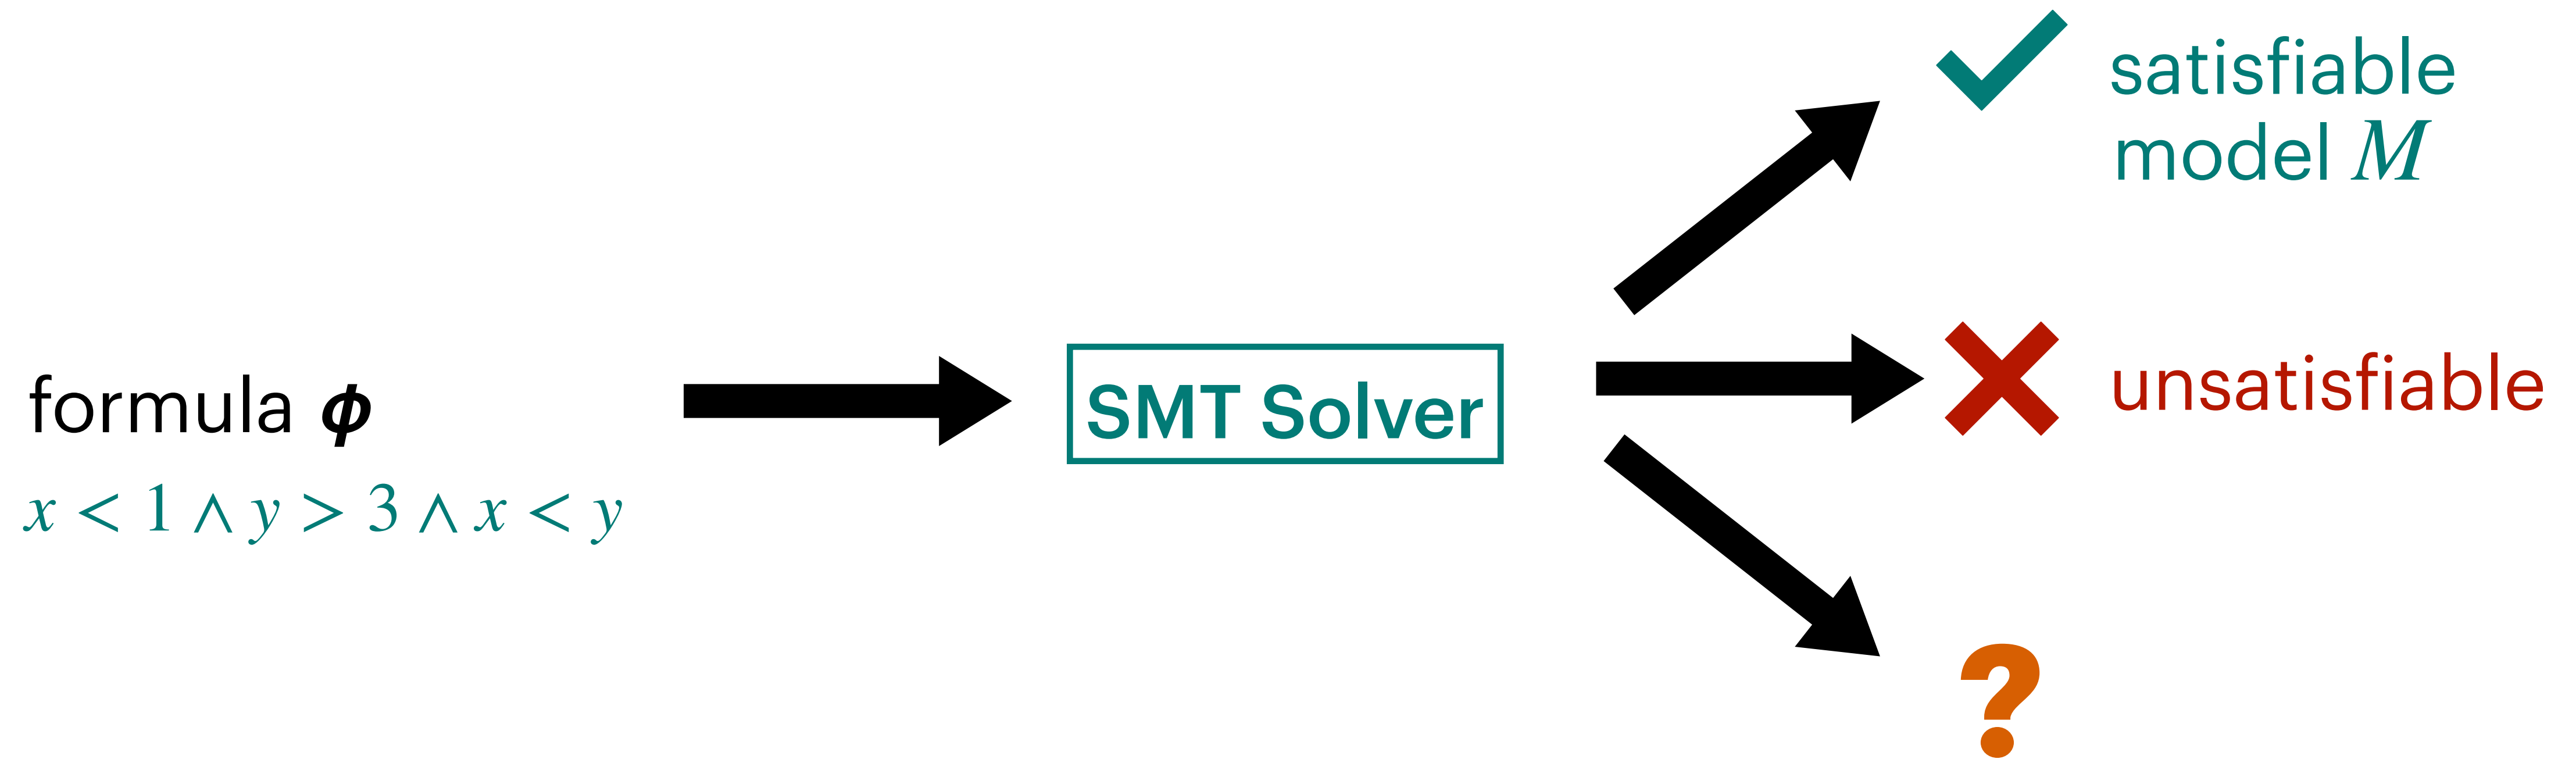 formula ϕ
x < 1 ∧ y > 3 ∧ x < y
SMT Solver
satisfiable
model M
unsatisfiable
?